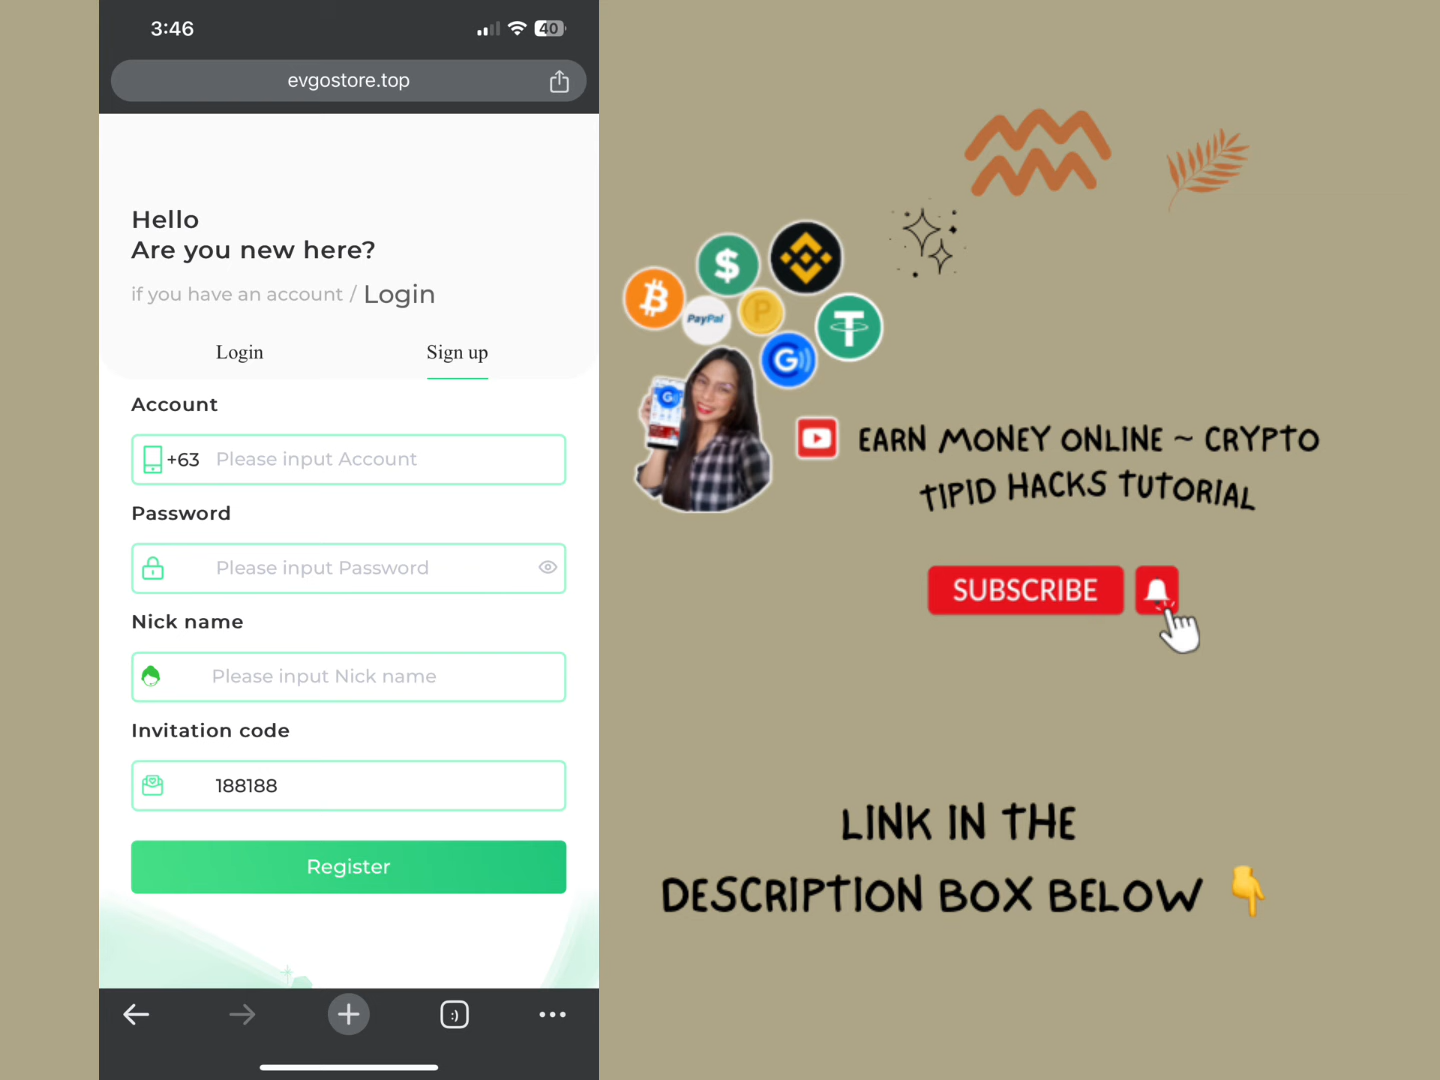 3:46
40
evgostore.top
Hello
Are you new here?
if you have an account / Login
Login
Sign up
Account
+63 Please input Account
Password
Please input Password
Nick name
Please input Nick name
Invitation code
188188
Register
:)
$
PayPal
P
G
EARN MONEY ONLINE ~ CRYPTO
TIPID HACKS TUTORIAL
SUBSCRIBE
LINK IN THE
DESCRIPTION BOX BELOW